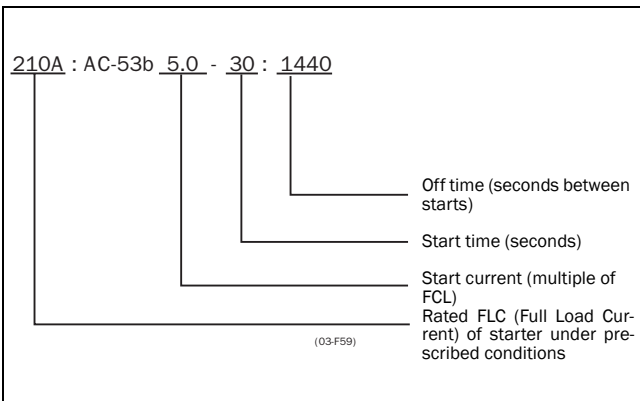 210A : AC-53b 5.0 - 30 : 1440
Off time (seconds between
starts)
Start time (seconds)
Start current (multiple of
FCL)
Rated FLC (Full Load Cur-
rent) of starter under pre-
scribed conditions
(03-F59)